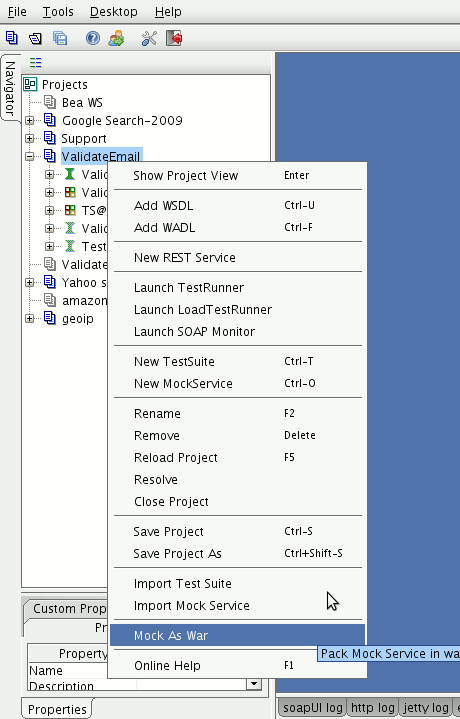 File Tools Desktop Help
Navigator
Projects
Bea WS
Google Search-2009
Support
ValidateEmail
Valid
Valid
TS@
Valid
Test
Validate
Yahoo s
amazon
geoip
Show Project View Enter
Add WSDL Ctrl-U
Add WADL Ctrl-F
New REST Service
Launch TestRunner
Launch LoadTestRunner
Launch SOAP Monitor
New TestSuite Ctrl-T
New MockService Ctrl-O
Rename F2
Remove Delete
Reload Project F5
Resolve
Close Project
Save Project Ctrl-S
Save Project As Ctrl+Shift-S
Import Test Suite
Import Mock Service
Mock As War
Pack Mock Service in wa
Online Help F1
Custom Prop
Pr
Property
Name
Description
Properties
soapUI log http log jetty log e